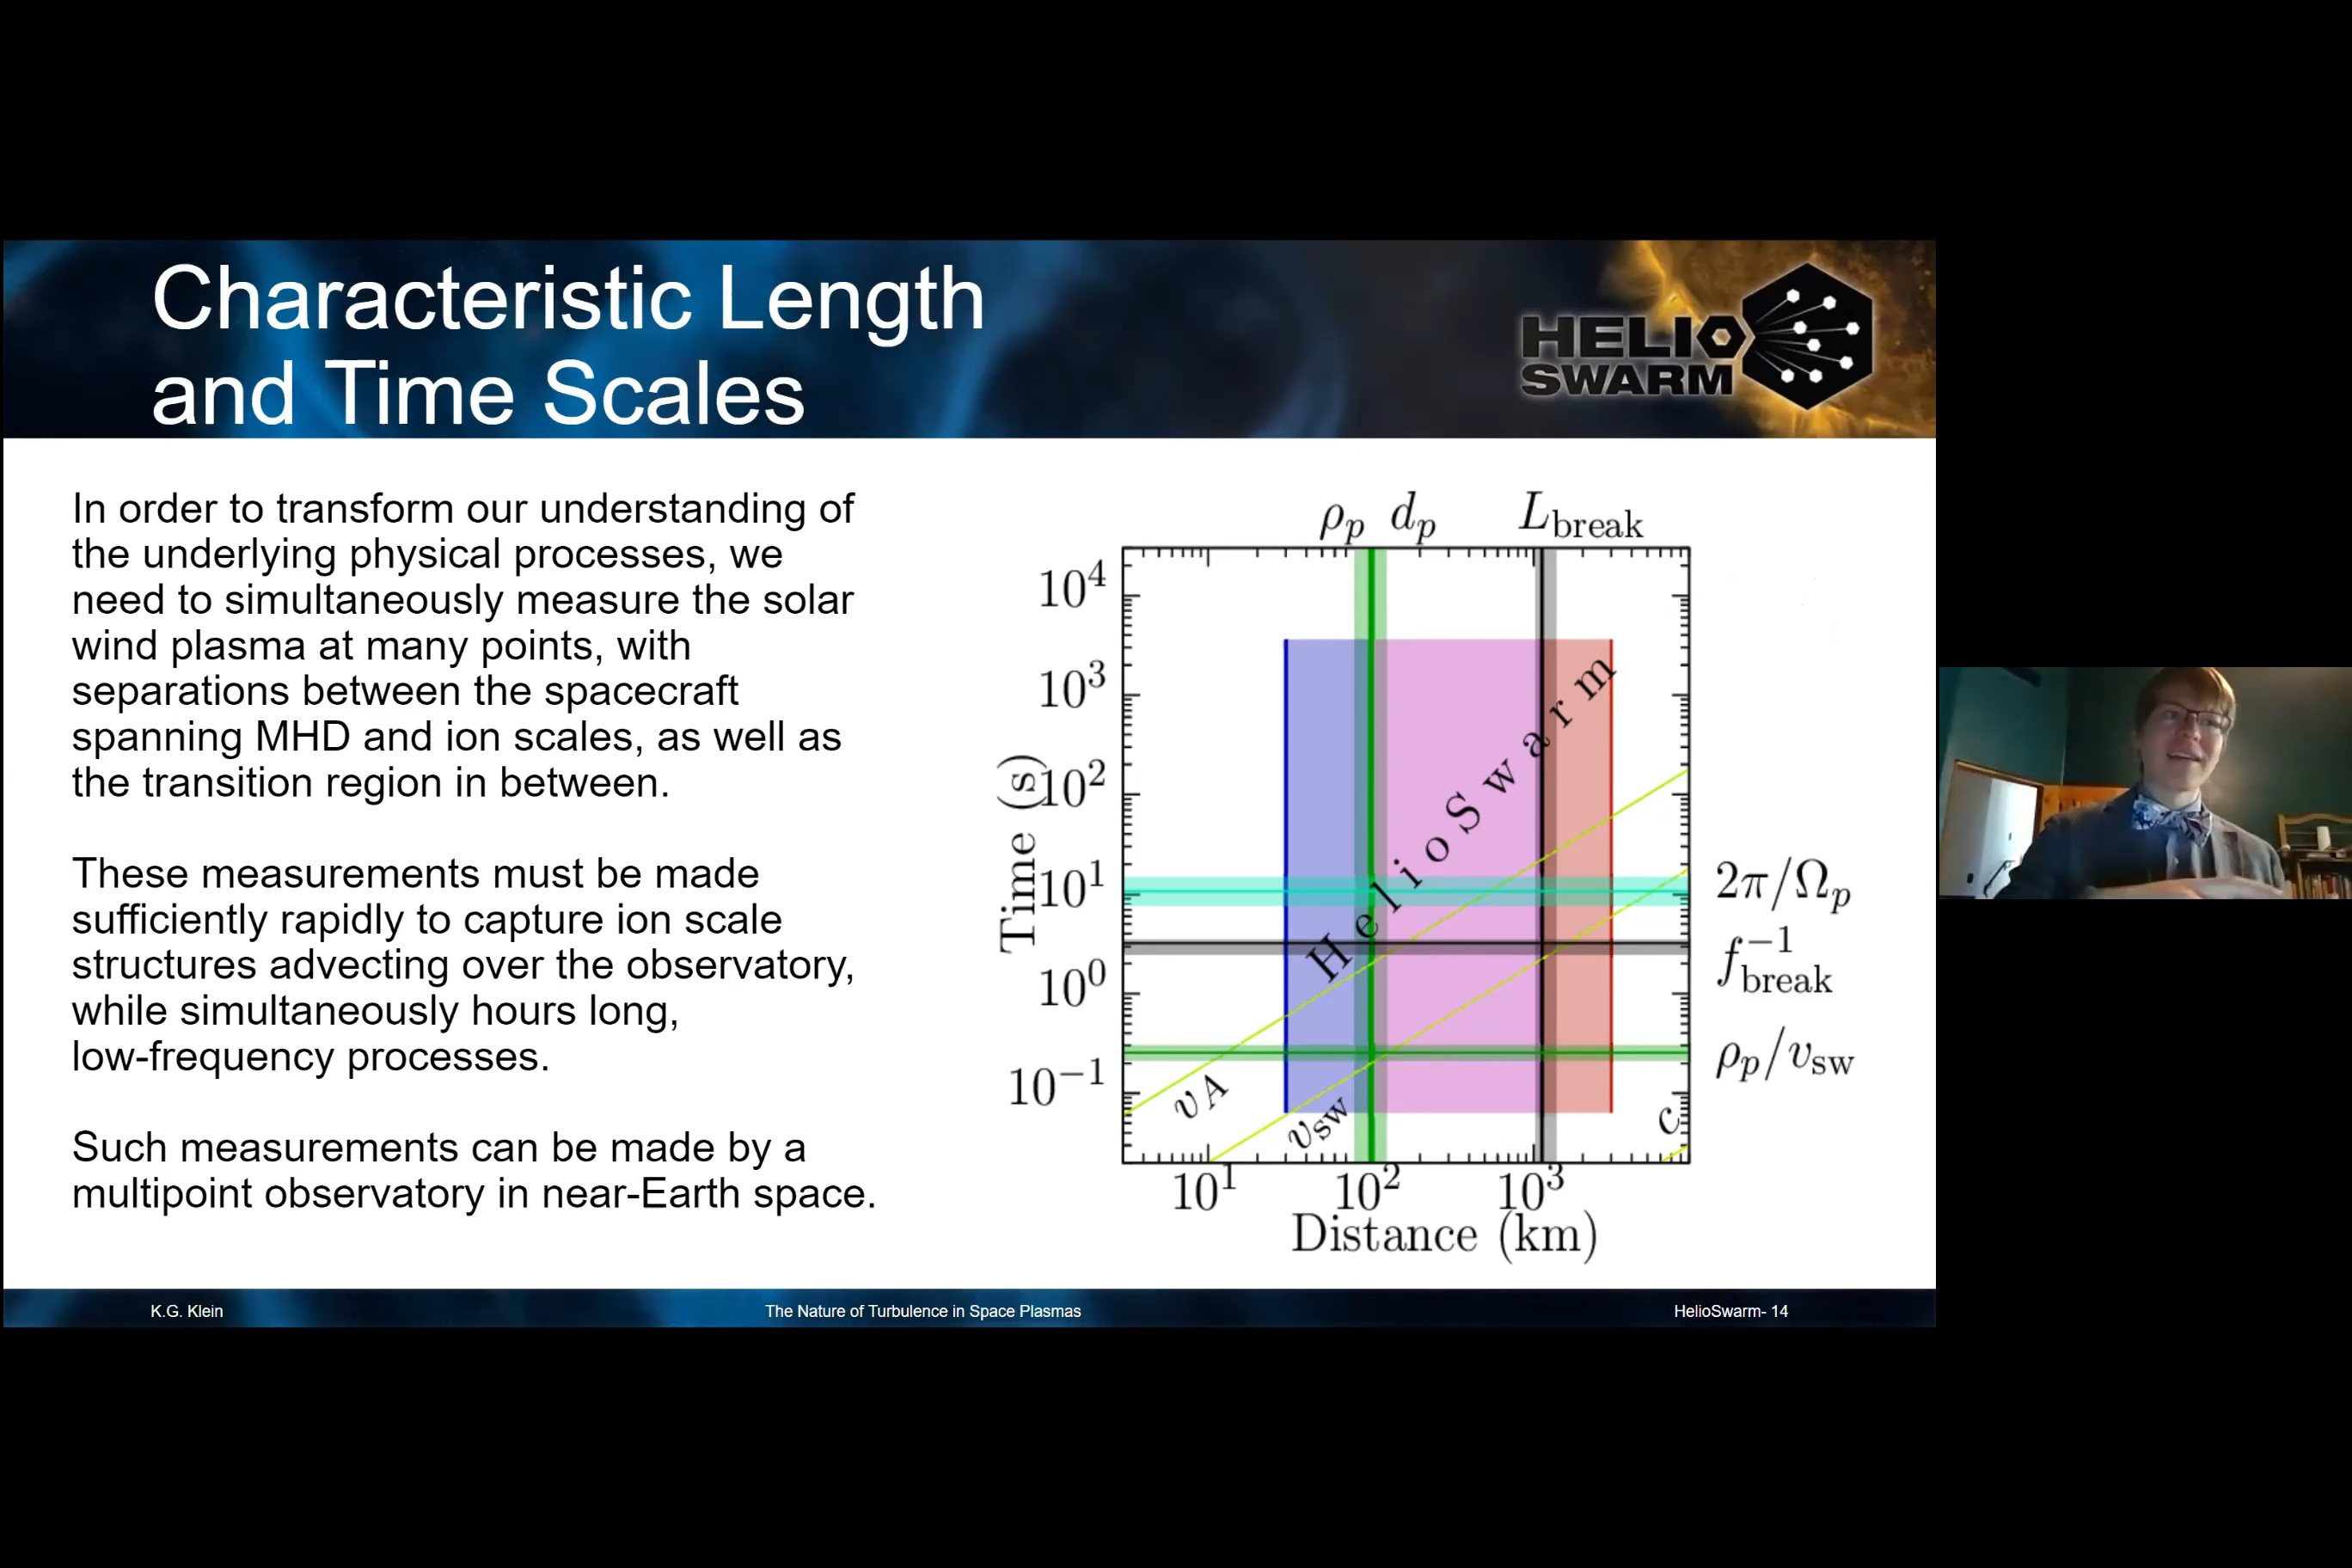 Characteristic Length
and Time Scales
HELIO
SWARM
In order to transform our understanding of
the underlying physical processes, we
need to simultaneously measure the solar
wind plasma at many points, with
separations between the spacecraft
spanning MHD and ion scales, as well as
the transition region in between.
These measurements must be made
sufficiently rapidly to capture ion scale
structures advecting over the observatory,
while simultaneously hours long,
low-frequency processes.
Such measurements can be made by a
multipoint observatory in near-Earth space.
ρₚ dₚ L_break
10⁴
10³
10²
10¹
10⁰
10⁻¹
Time (s)
HelioSwarm
vA
v_sw
c
2π/Ωₚ
f_break⁻¹
ρₚ/v_sw
10¹ 10² 10³
Distance (km)
K.G. Klein The Nature of Turbulence in Space Plasmas HelioSwarm- 14